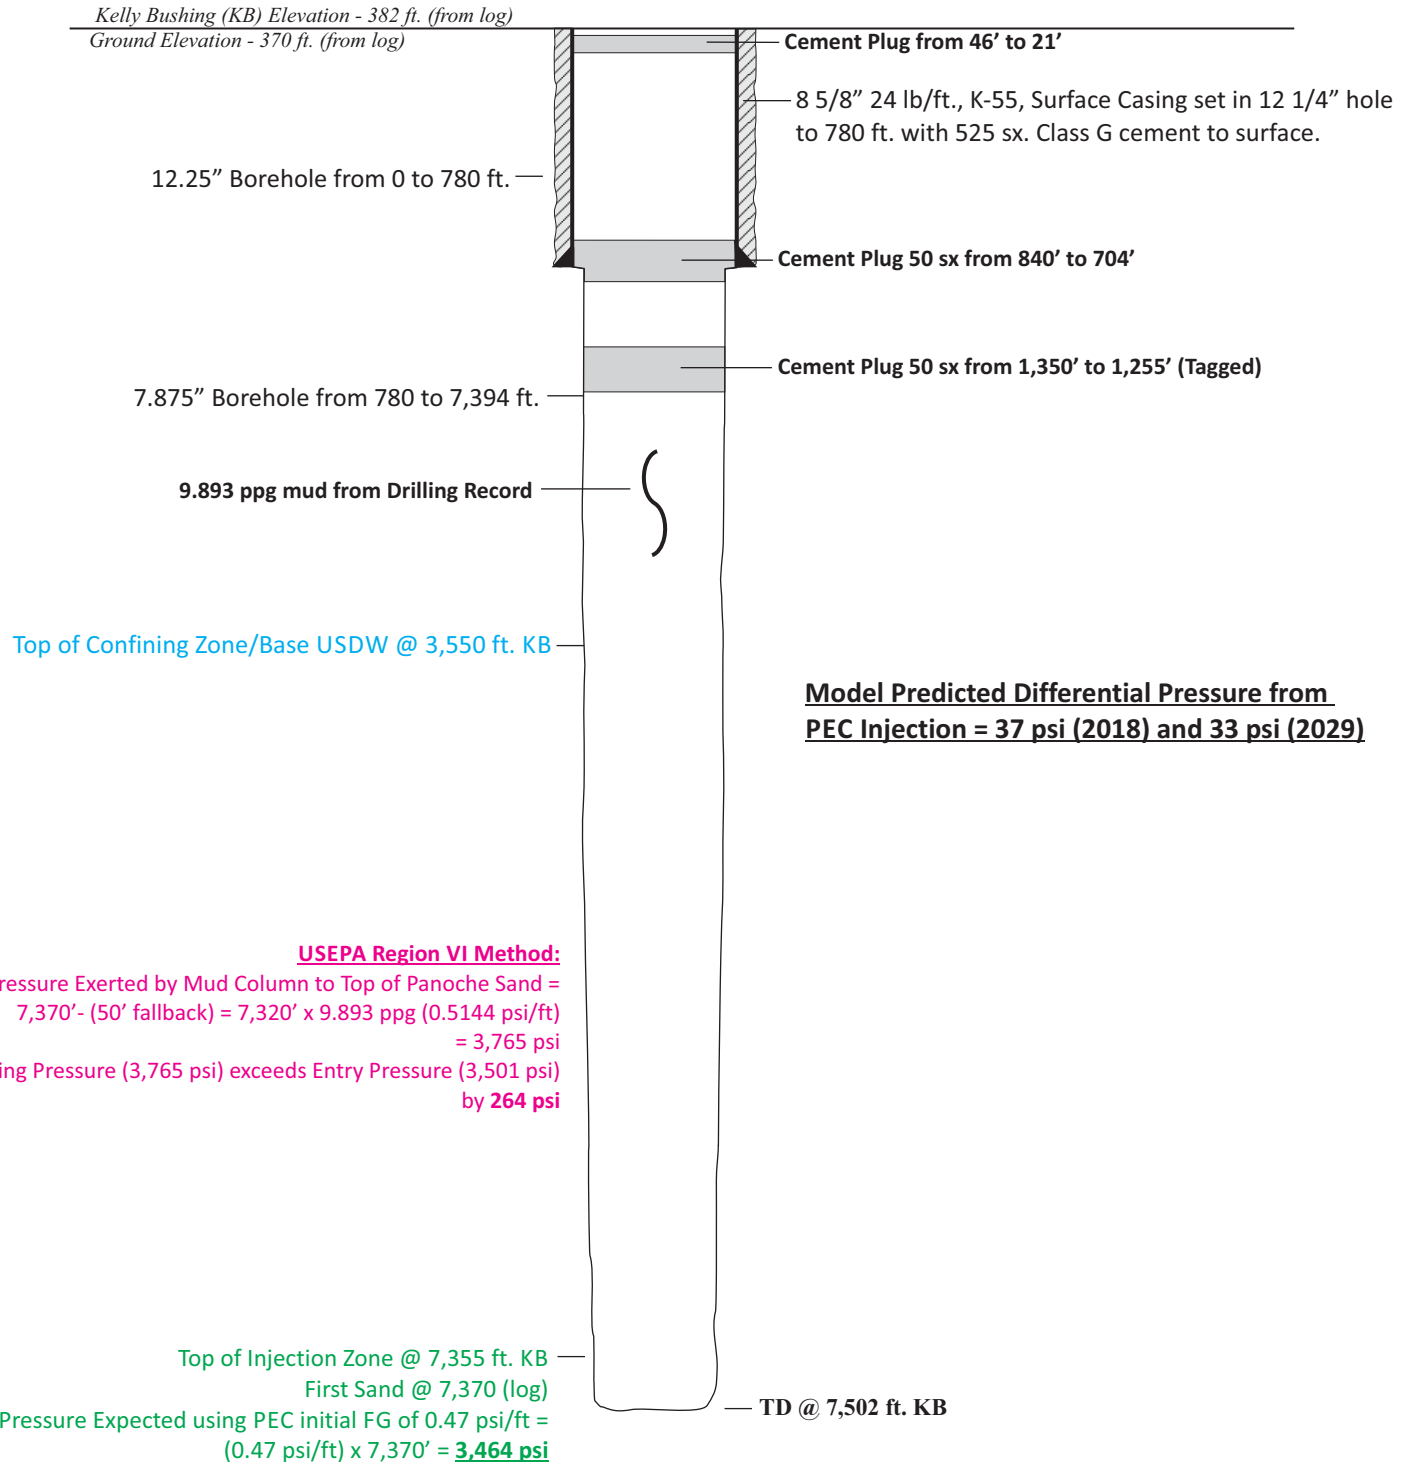 Kelly Bushing (KB) Elevation - 382 ft. (from log)
Ground Elevation - 370 ft. (from log)
Cement Plug from 46’ to 21’
8 5/8” 24 lb/ft., K-55, Surface Casing set in 12 1/4” hole
to 780 ft. with 525 sx. Class G cement to surface.
12.25” Borehole from 0 to 780 ft.
Cement Plug 50 sx from 840’ to 704’
Cement Plug 50 sx from 1,350’ to 1,255’ (Tagged)
7.875” Borehole from 780 to 7,394 ft.
9.893 ppg mud from Drilling Record
Top of Confining Zone/Base USDW @ 3,550 ft. KB
Model Predicted Differential Pressure from
PEC Injection = 37 psi (2018) and 33 psi (2029)
USEPA Region VI Method:
Exerted by Mud Column to Top of Panoche Sand =
7,370’- (50’ fallback) = 7,320’ x 9.893 ppg (0.5144 psi/ft)
= 3,765 psi
Pressure (3,765 psi) exceeds Entry Pressure (3,501 psi)
by 264 psi
Top of Injection Zone @ 7,355 ft. KB
First Sand @ 7,370 (log)
Pressure Expected using PEC initial FG of 0.47 psi/ft =
(0.47 psi/ft) x 7,370’ = 3,464 psi
TD @ 7,502 ft. KB